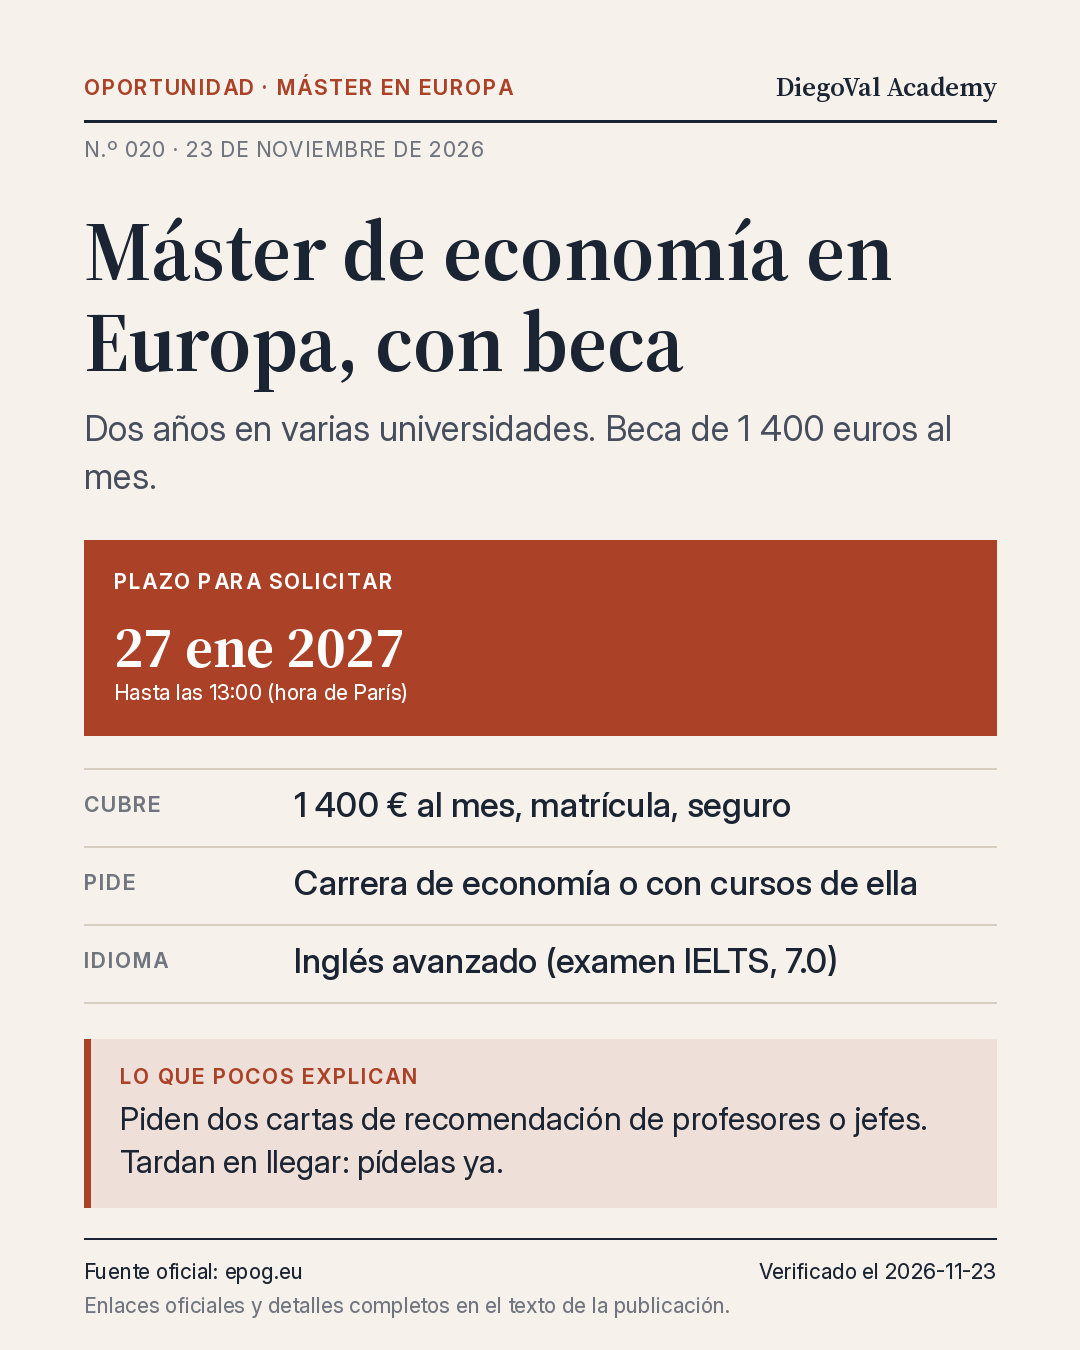 OPORTUNIDAD · MÁSTER EN EUROPA
DiegoVal Academy
N.º 020 · 23 DE NOVIEMBRE DE 2026
Máster de economía en
Europa, con beca
Dos años en varias universidades. Beca de 1 400 euros al
mes.
PLAZO PARA SOLICITAR
27 ene 2027
Hasta las 13:00 (hora de París)
CUBRE
1 400 € al mes, matrícula, seguro
PIDE
Carrera de economía o con cursos de ella
IDIOMA
Inglés avanzado (examen IELTS, 7.0)
LO QUE POCOS EXPLICAN
Piden dos cartas de recomendación de profesores o jefes.
Tardan en llegar: pídelas ya.
Fuente oficial: epog.eu
Verificado el 2026-11-23
Enlaces oficiales y detalles completos en el texto de la publicación.